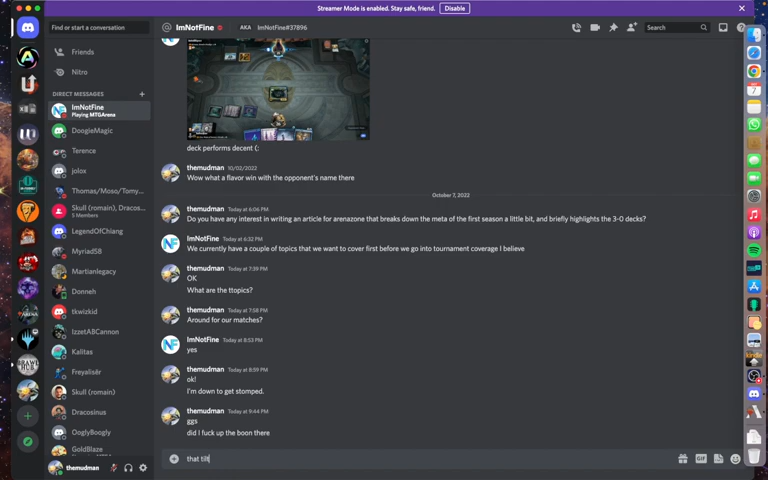 Streamer Mode is enabled. Stay safe, friend. Disable
Find or start a conversation
ImNotFine AKA ImNotFine#37896
Search
Friends
Nitro
DIRECT MESSAGES
ImNotFine
Playing MTGArena
DoogieMagic
Terence
jolox
Thomas/Moso/Tomy...
Skull (romain), Dracos...
5 Members
LegendOfChiang
Myriad58
Martianlegacy
Donneh
tkwizkid
IzzetABCannon
Kalitas
Freyalisër
Skull (romain)
Dracosinus
OoglyBoogly
GoldBlaze
themudman
deck performs decent (:
themudman 10/02/2022
Wow what a flavor win with the opponent's name there
October 7, 2022
themudman Today at 6:06 PM
Do you have any interest in writing an article for arenazone that breaks down the meta of the first season a little bit, and briefly highlights the 3-0 decks?
ImNotFine Today at 6:32 PM
We currently have a couple of topics that we want to cover first before we go into tournament coverage I believe
themudman Today at 7:39 PM
OK
What are the ttopics?
themudman Today at 7:58 PM
Around for our matches?
ImNotFine Today at 8:53 PM
yes
themudman Today at 8:59 PM
ok!
I'm down to get stomped.
themudman Today at 9:44 PM
ggs
did I fuck up the boon there
that tilt
GIF